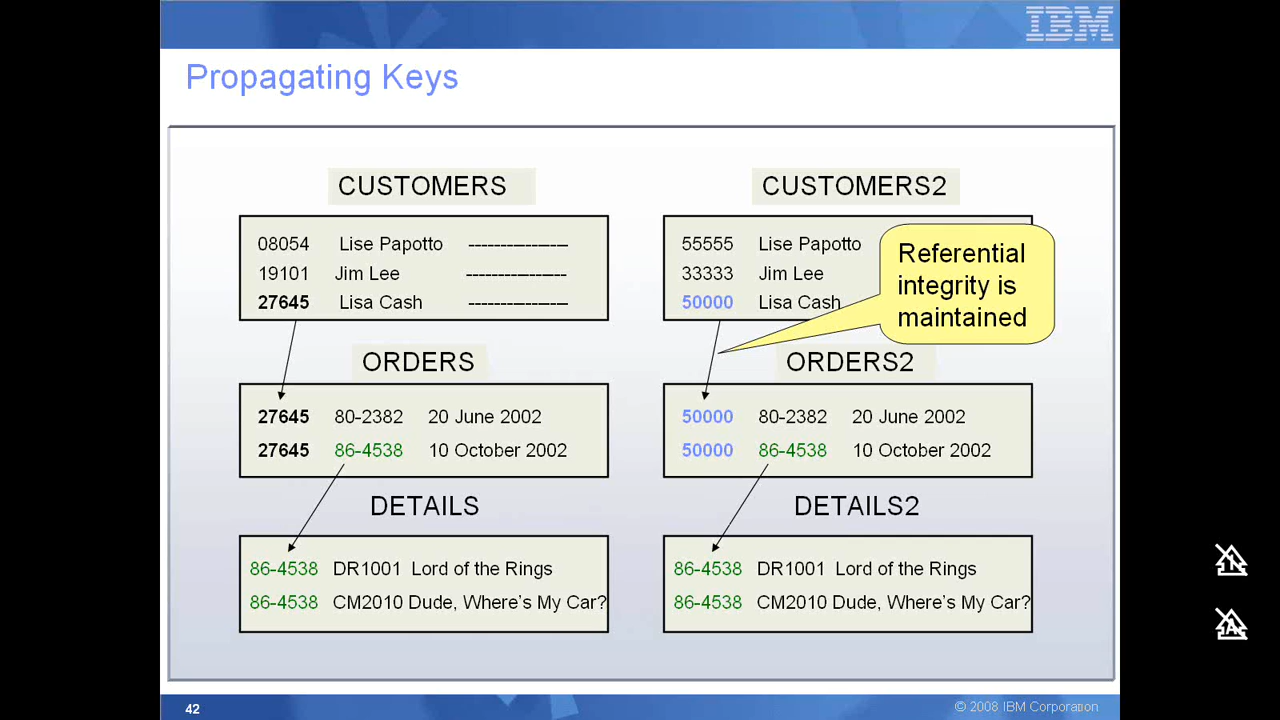 IBM
Propagating Keys
CUSTOMERS
08054 Lise Papotto -----------------
19101 Jim Lee -----------------
27645 Lisa Cash -----------------
ORDERS
27645 80-2382 20 June 2002
27645 86-4538 10 October 2002
DETAILS
86-4538 DR1001 Lord of the Rings
86-4538 CM2010 Dude, Where's My Car?
CUSTOMERS2
55555 Lise Papotto
33333 Jim Lee
50000 Lisa Cash
Referential
integrity is
maintained
ORDERS2
50000 80-2382 20 June 2002
50000 86-4538 10 October 2002
DETAILS2
86-4538 DR1001 Lord of the Rings
86-4538 CM2010 Dude, Where's My Car?
42
© 2008 IBM Corporation
1
A